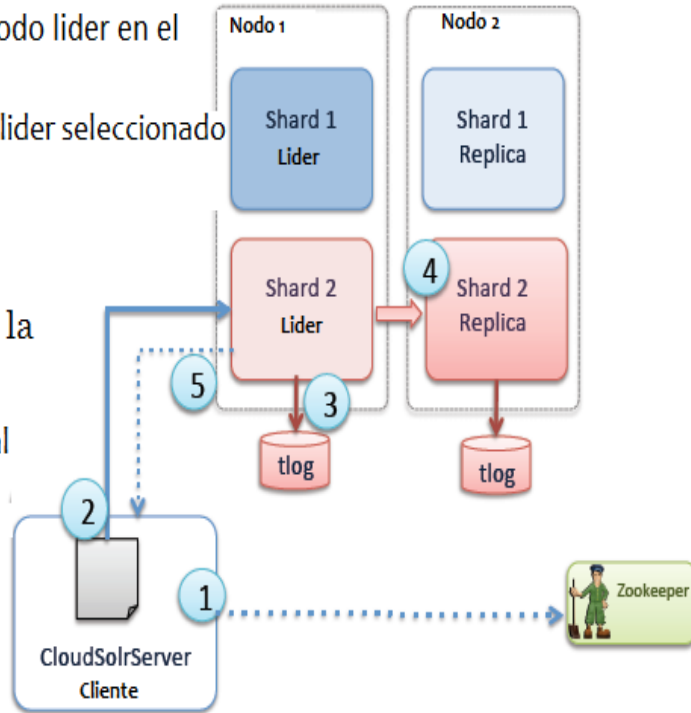 odo lider en el
lider seleccionado
la
Nodo 1
Nodo 2
Shard 1
Lider
Shard 1
Replica
Shard 2
Lider
4
Shard 2
Replica
5
3
tlog
tlog
2
1
CloudSolrServer
Cliente
Zookeeper